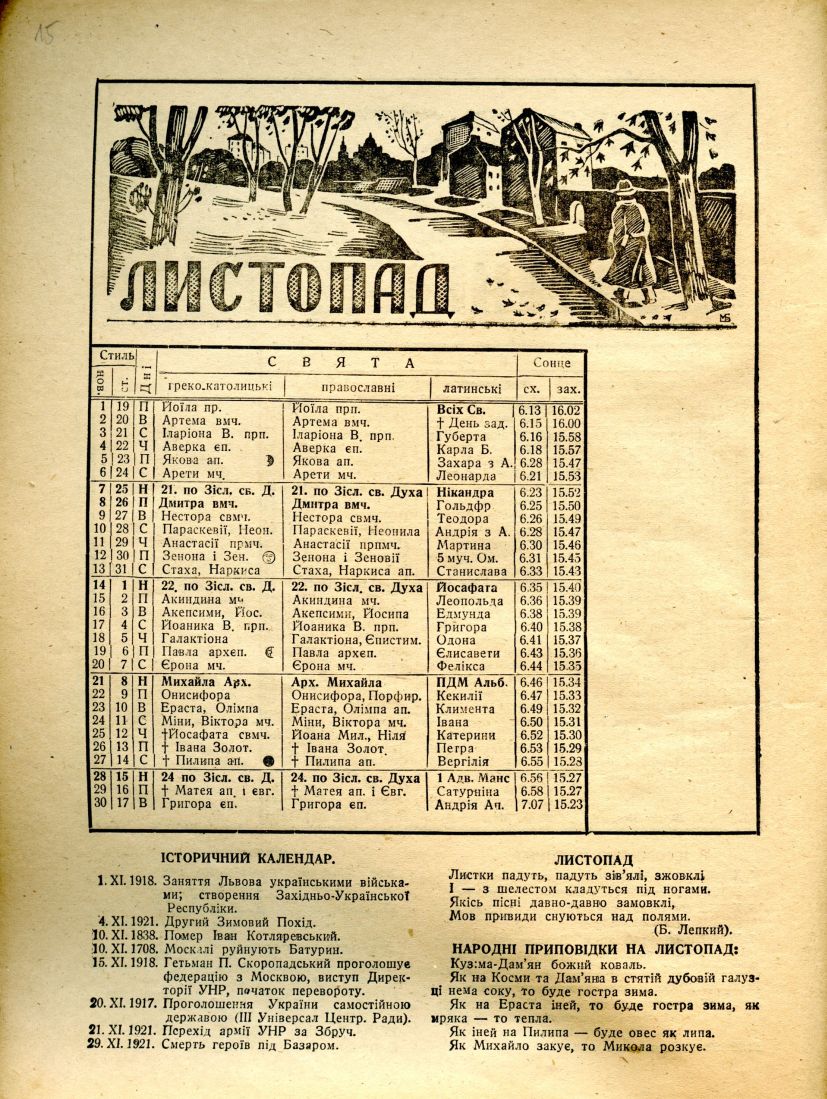 15
ЛИСТОПАД
МБ
Стиль С В Я Т А Сонце
нов. ст. Дні греко-католицькі православні латинські сх. зах.
1 19 П Йоіла пр. Йоїла прп. Всіх Св. 6.13 16.02
2 20 В Артема вмч. Артема вмч. † День зад. 6.15 16.00
3 21 С Іларіона В. прп. Іларіона В. прп. Губерта 6.16 15.58
4 22 Ч Аверка єп. Аверка єп. Карла Б. 6.18 15.57
5 23 П Якова ап. Якова ап. Захара з А. 6.28 15.47
6 24 С Арети мч. Арети мч. Леонарда 6.21 15.53
7 25 Н 21. по Зісл. св. Д. 21. по Зісл. св. Духа Нікандра 6.23 15.52
8 26 П Дмитра вмч. Дмитра вмч. Гольдфр 6.25 15.50
9 27 В Нестора свмч. Нестора свмч. Теодора 6.26 15.49
10 28 С Параскевії, Неон. Параскевії, Неонила Андрія з А. 6.28 15.47
11 29 Ч Анастасії прмч. Анастасії прпмч. Мартина 6.30 15.46
12 30 П Зенона і Зен. Зенона і Зеновії 5 муч. Ом. 6.31 15.45
13 31 С Стаха, Наркиса Стаха, Наркиса ап. Станислава 6.33 15.43
14 1 Н 22. по Зісл. св. Д. 22. по Зісл. св. Духа Йосафата 6.35 15.40
15 2 П Акиндина мч Акиндина мч. Леопольда 6.36 15.39
16 3 В Акепсими, Йос. Акепсими, Йосипа Едмунда 6.38 15.39
17 4 С Йоаника В. прп. Йоаника В. прп. Григора 6.40 15.38
18 5 Ч Галактіона Галактіона, Єпистим. Одона 6.41 15.37
19 6 П Павла архєп. Павла архєп. Єлисавети 6.43 15.36
20 7 С Єрона мч. Єрона мч. Фелікса 6.44 15.35
21 8 Н Михайла Арх. Арх. Михайла ПДМ Альб. 6.46 15.34
22 9 П Онисифора Онисифора, Порфир. Кекилії 6.47 15.33
23 10 В Ераста, Олімпа Ераста, Олімпа ап. Климента 6.49 15.32
24 11 С Міни, Віктора мч. Міни, Віктора мч. Івана 6.50 15.31
25 12 Ч †Йосафата свмч. Йоана Мил., Ніля Катерини 6.52 15.30
26 13 П † Івана Золот. † Івана Золот. Петра 6.53 15.29
27 14 С † Пилипа ап. † Пилипа ап. Вергілія 6.55 15.28
28 15 Н 24 по Зісл. св. Д. 24. по Зісл. св. Духа 1 Адв. Манс 6.56 15.27
29 16 П † Матея ап. і євг. † Матея ап. і Євг. Сатурніна 6.58 15.27
30 17 В Григора єп. Григора єп. Андрія Ап. 7.07 15.23
ІСТОРИЧНИЙ КАЛЕНДАР.
1. XI. 1918. Заняття Львова українськими війська-
ми; створення Західньо-Української
Республіки.
4. XI. 1921. Другий Зимовий Похід.
10. XI. 1838. Помер Іван Котляревський.
10. XI. 1708. Москалі руйнують Батурин.
15. XI. 1918. Гетьман П. Скоропадський проголошує
федерацію з Москвою, виступ Дирек-
торії УНР, початок перевороту.
20. XI. 1917. Проголошення України самостійною
державою (III Універсал Центр. Ради).
21. XI. 1921. Перехід армії УНР за Збруч.
29. XI. 1921. Смерть героїв під Базаром.
ЛИСТОПАД
Листки падуть, падуть зів'ялі, зжовклі
І — з шелестом кладуться під ногами.
Якісь пісні давно-давно замовклі,
Мов привиди снуються над полями.
(Б. Лепкий).
НАРОДНІ ПРИПОВІДКИ НА ЛИСТОПАД:
Кузьма-Дам'ян божий коваль.
Як на Косми та Дам'яна в стятій дубовій галуз-
ці нема соку, то буде гостра зима.
Як на Ераста іней, то буде гостра зима, як
мряка — то тепла.
Як іней на Пилипа — буде овес як липа.
Як Михайло закує, то Микола розкує.